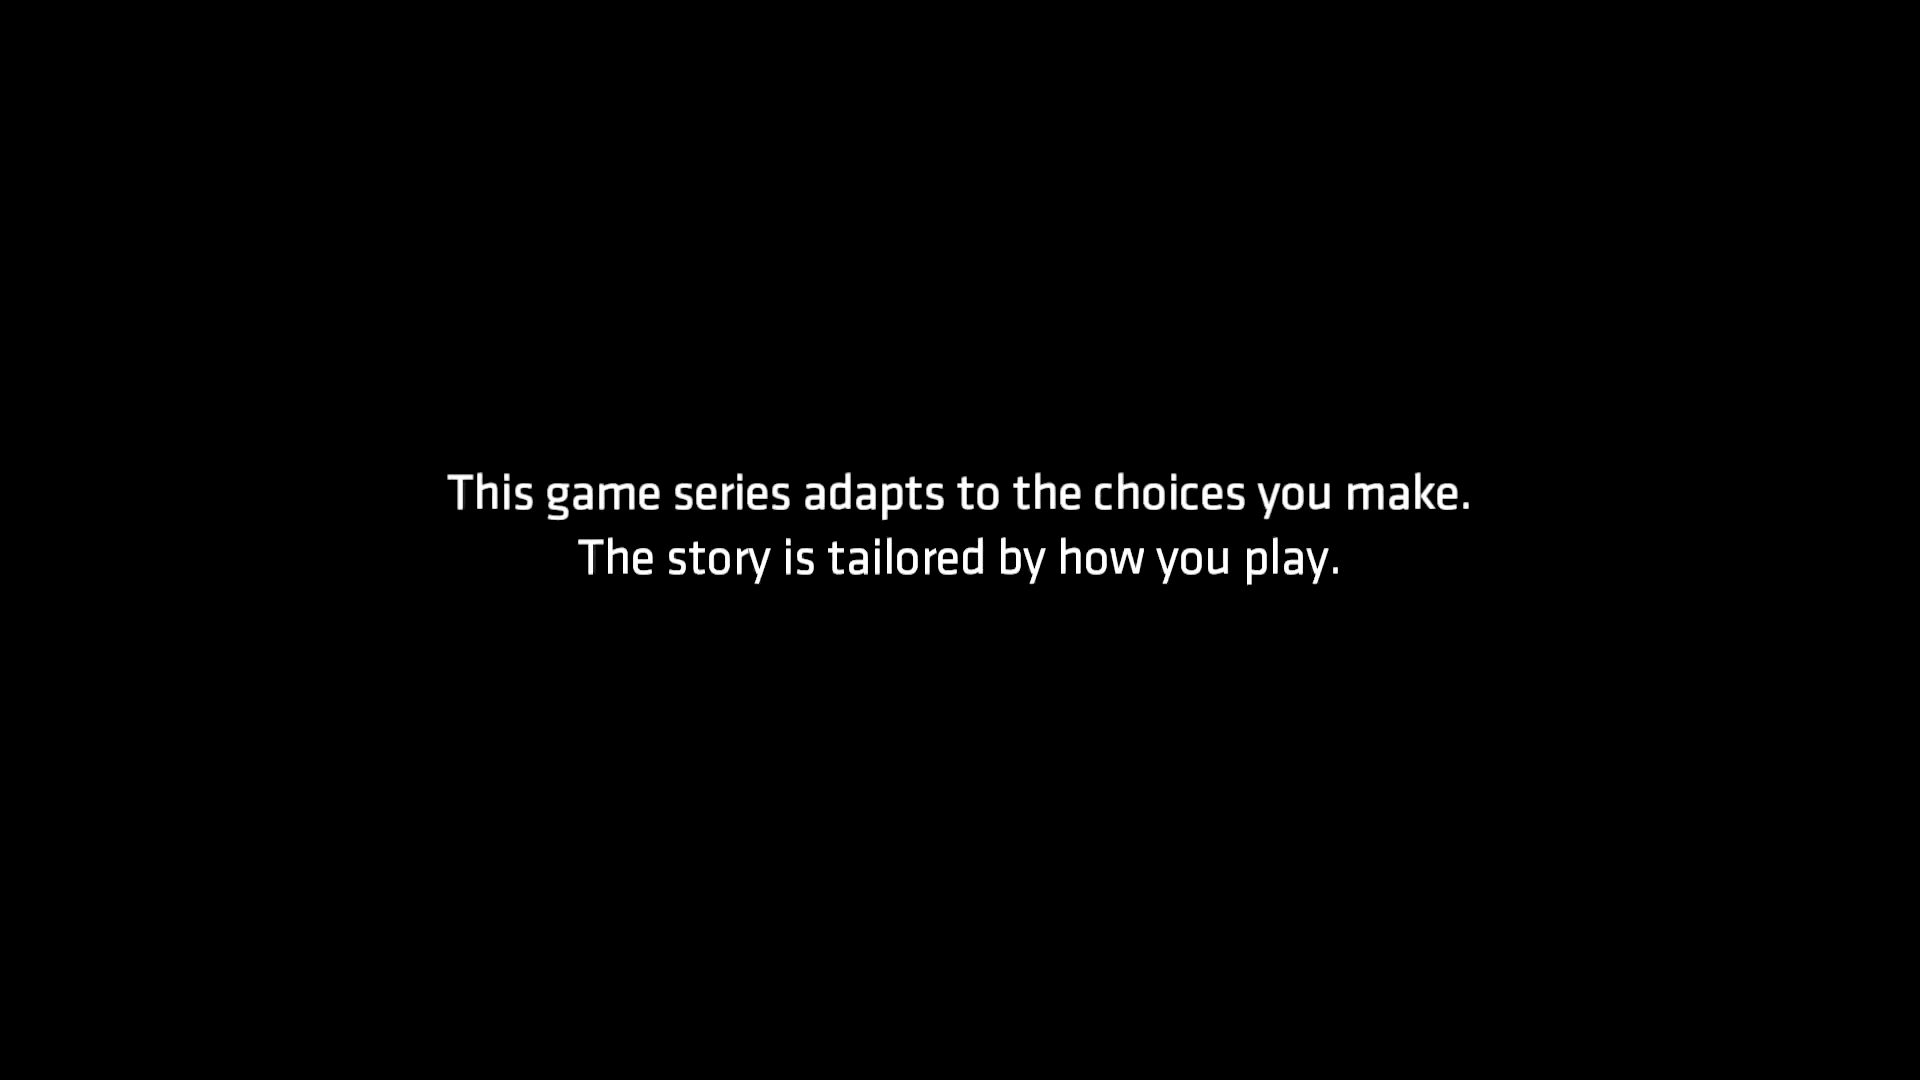 This game series adapts to the choices you make.
The story is tailored by how you play.